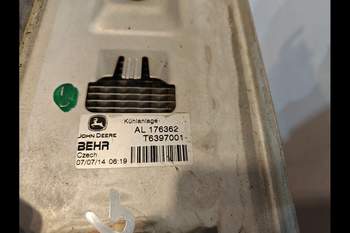 Kühlanlage
JOHN DEERE AL 176362
BEHR T6397001-
Czech
07/07/14 06:19